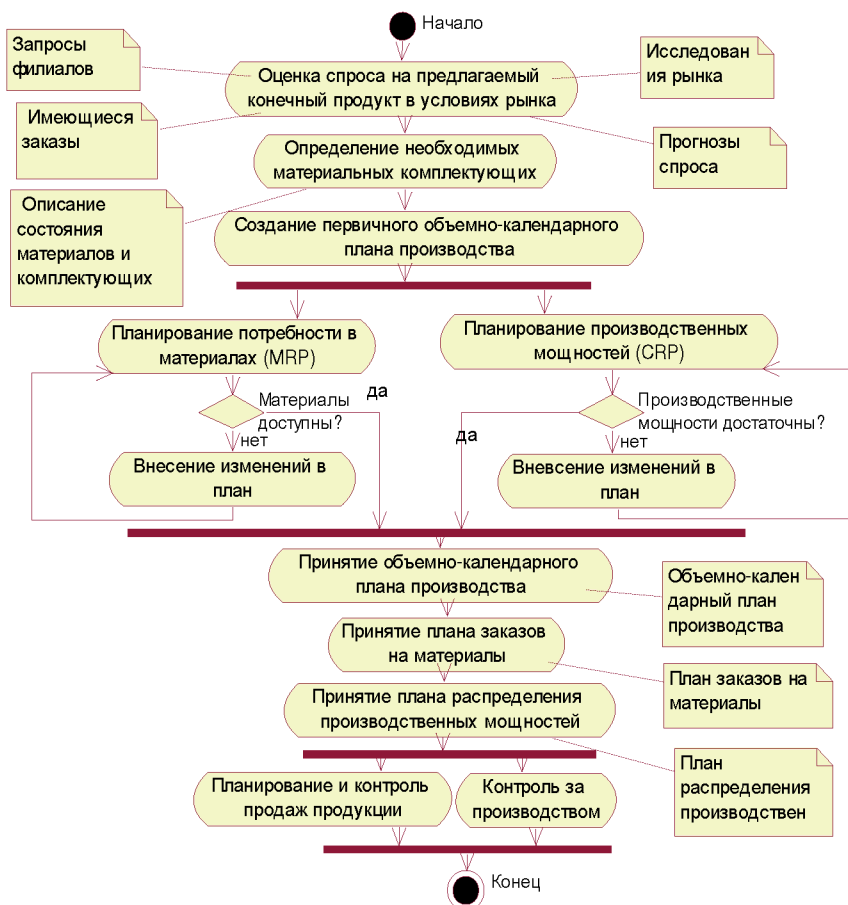 Начало
Запросы
филиалов
Оценка спроса на предлагаемый
конечный продукт в условиях рынка
Исследован
ия рынка
Имеющиеся
заказы
Определение необходимых
материальных комплектующих
Прогнозы
спроса
Описание
состояния
материалов и
комплектующих
Создание первичного объемно-календарного
плана производства
Планирование потребности в
материалах (MRP)
Планирование производственных
мощностей (CRP)
Материалы
доступны?
да
нет
Производственные
мощности достаточны?
да
нет
Внесение изменений в
план
Вневсение изменений в
план
Принятие объемно-календарного
плана производства
Объемно-кален
дарный план
производства
Принятие плана заказов
на материалы
План заказов на
материалы
Принятие плана распределения
производственных мощностей
План
распределения
производствен
Планирование и контроль
продаж продукции
Контроль за
производством
Конец